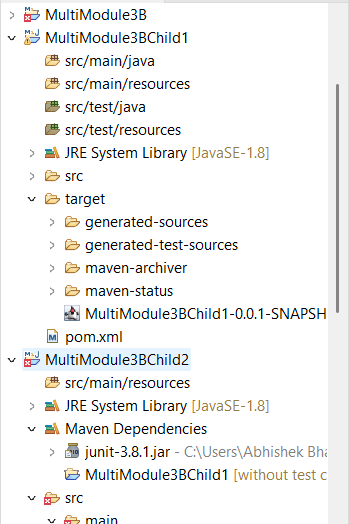 MultiModule3B
MultiModule3BChild1
src/main/java
src/main/resources
src/test/java
src/test/resources
JRE System Library [JavaSE-1.8]
src
target
generated-sources
generated-test-sources
maven-archiver
maven-status
MultiModule3BChild1-0.0.1-SNAPSH
pom.xml
MultiModule3BChild2
src/main/resources
JRE System Library [JavaSE-1.8]
Maven Dependencies
junit-3.8.1.jar - C:\Users\Abhishek Bha
MultiModule3BChild1 [without test c
src
main